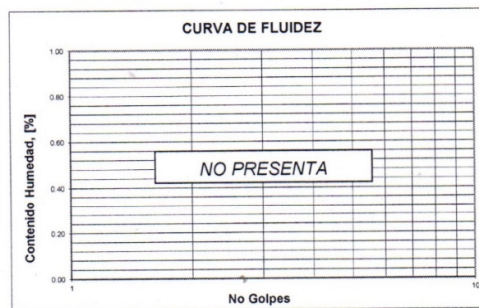 CURVA DE FLUIDEZ
1.00
0.80
0.60
0.40
0.20
0.00
Contenido Humedad, [%]
NO PRESENTA
1
10
No Golpes